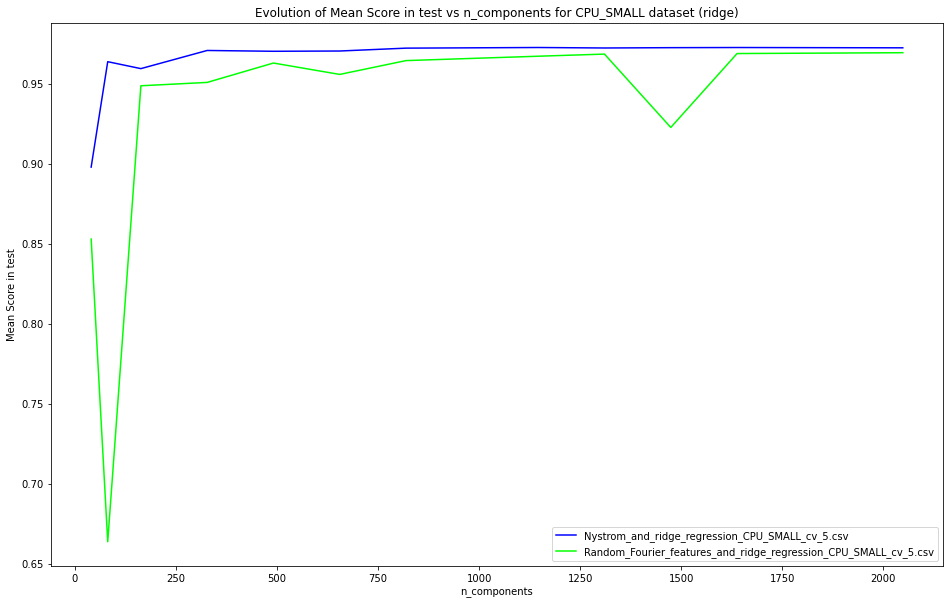 Evolution of Mean Score in test vs n_components for CPU_SMALL dataset (ridge)
Mean Score in test
0.95
0.90
0.85
0.80
0.75
0.70
0.65
Nystrom_and_ridge_regression_CPU_SMALL_cv_5.csv
Random_Fourier_features_and_ridge_regression_CPU_SMALL_cv_5.csv
0 250 500 750 1000 1250 1500 1750 2000
n_components